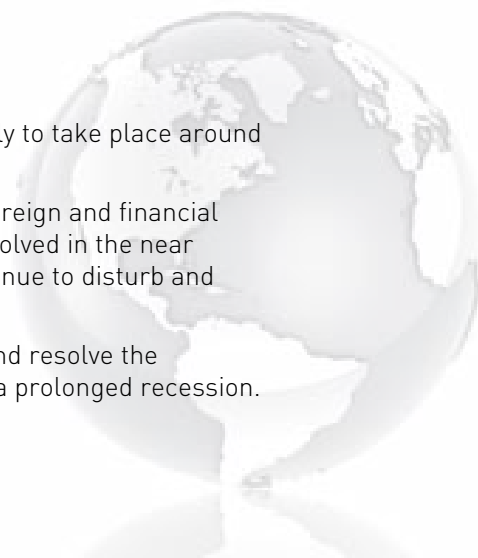 ly to take place around
reign and financial
olved in the near
nue to disturb and
nd resolve the
a prolonged recession.